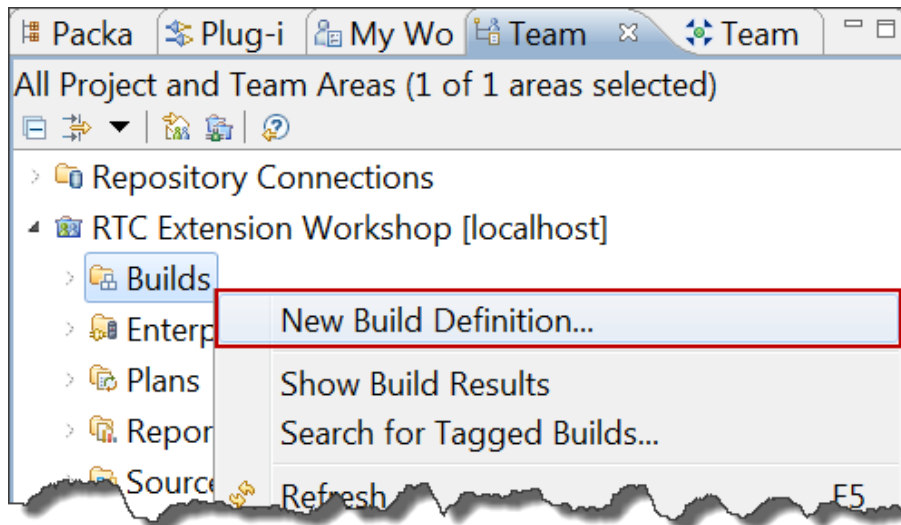 Packa Plug-i My Wo Team Team
All Project and Team Areas (1 of 1 areas selected)
Repository Connections
RTC Extension Workshop [localhost]
Builds
New Build Definition...
Enterp
Plans
Show Build Results
Repor
Search for Tagged Builds...
Source
Refresh F5